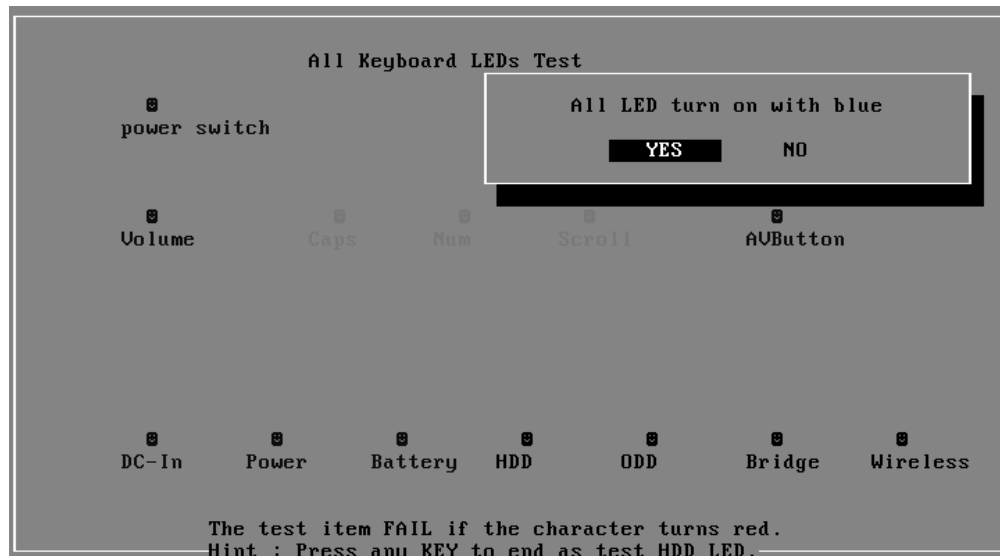 All Keyboard LEDs Test
All LED turn on with blue
YES NO
power switch
Volume Caps Num Scroll AVButton
DC-In Power Battery HDD ODD Bridge Wireless
The test item FAIL if the character turns red.
Hint : Press any KEY to end as test HDD LED.